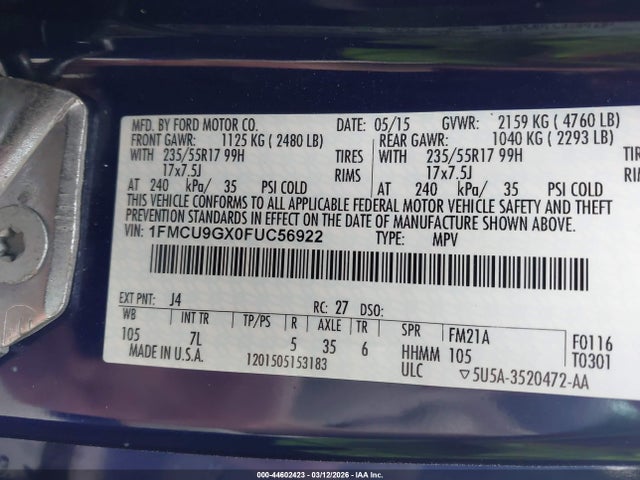 MFD. BY FORD MOTOR CO. DATE: 05/15 GVWR: 2159 KG ( 4760 LB)
FRONT GAWR: 1125 KG ( 2480 LB) REAR GAWR: 1040 KG ( 2293 LB)
WITH 235/55R17 99H TIRES WITH 235/55R17 99H
17x7.5J RIMS 17x7.5J
AT 240 kPa/ 35 PSI COLD AT 240 kPa/ 35 PSI COLD
THIS VEHICLE CONFORMS TO ALL APPLICABLE FEDERAL MOTOR VEHICLE SAFETY AND THEFT
PREVENTION STANDARDS IN EFFECT ON THE DATE OF MANUFACTURE SHOWN ABOVE.
VIN: 1FMCU9GX0FUC56922 TYPE: MPV
EXT PNT: J4 RC: 27 DSO:
WB INT TR TP/PS R AXLE TR SPR FM21A F0116
105 7L 5 35 6 HHMM 105 T0301
MADE IN U.S.A. 1201505153183 ULC ▽5U5A-3520472-AA
000-44602423 - 03/12/2026 - IAA Inc.